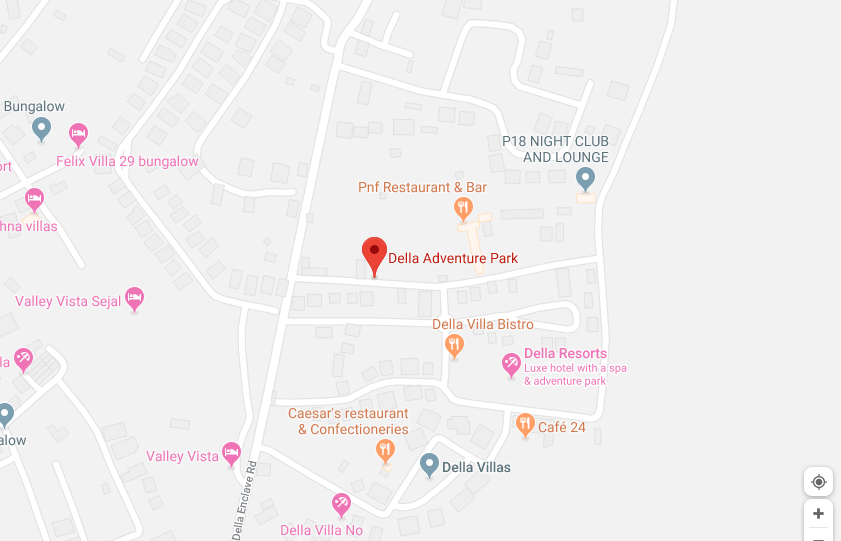 Bungalow
Felix Villa 29 bungalow
ort
hna villas
P18 NIGHT CLUB
AND LOUNGE
Pnf Restaurant & Bar
Della Adventure Park
Valley Vista Sejal
Della Villa Bistro
Della Resorts
Luxe hotel with a spa
& adventure park
la
Caesar's restaurant
& Confectioneries
Café 24
alow
Valley Vista
Della Villas
Della Enclave Rd
Della Villa No